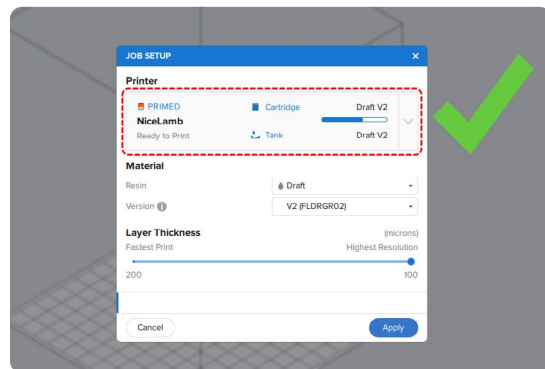 JOB SETUP
Printer
PRIMED Cartridge Draft V2
NiceLamb
Ready to Print Tank Draft V2
Material
Resin Draft
Version V2 (FLDRGR02)
Layer Thickness (microns)
Fastest Print Highest Resolution
200 100
Cancel Apply